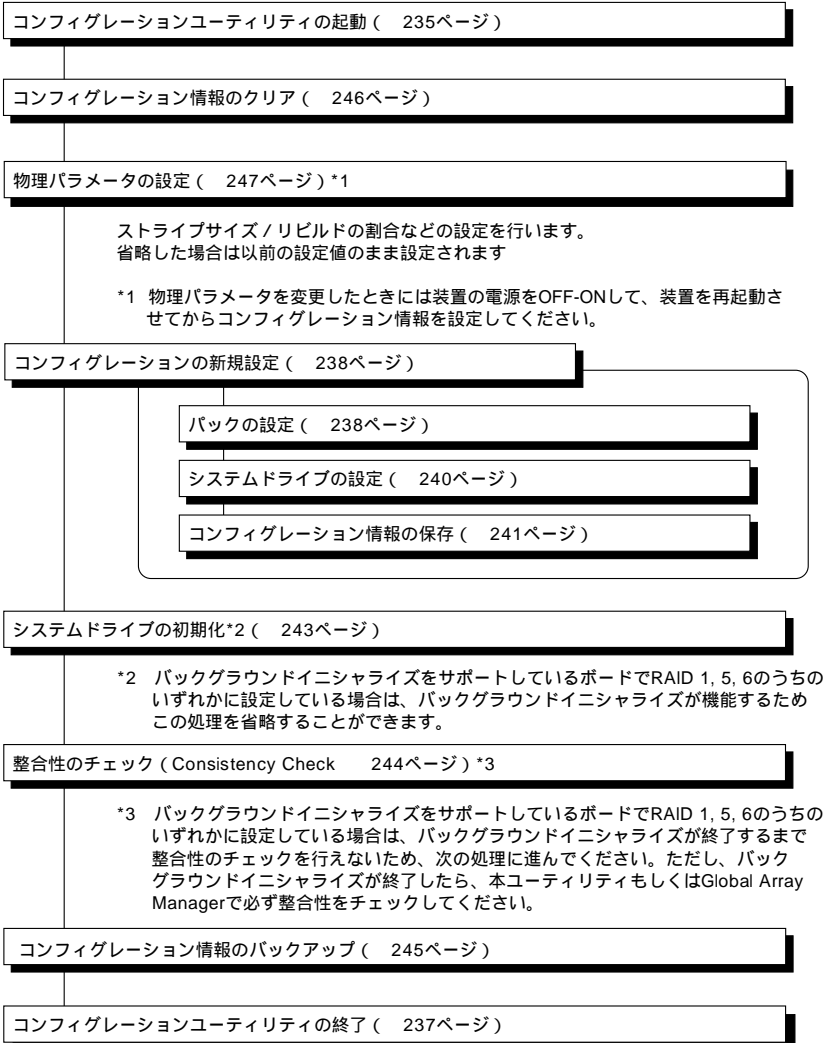 コンフィグレーションユーティリティの起動（　235ページ）
コンフィグレーション情報のクリア（　246ページ）
物理パラメータの設定（　247ページ）*1
ストライプサイズ / リビルドの割合などの設定を行います。
省略した場合は以前の設定値のまま設定されます
*1 物理パラメータを変更したときには装置の電源をOFF-ONして、装置を再起動さ
せてからコンフィグレーション情報を設定してください。
コンフィグレーションの新規設定（　238ページ）
パックの設定（　238ページ）
システムドライブの設定（　240ページ）
コンフィグレーション情報の保存（　241ページ）
システムドライブの初期化*2（　243ページ）
*2　バックグラウンドイニシャライズをサポートしているボードでRAID 1, 5, 6のうちの
いずれかに設定している場合は、バックグラウンドイニシャライズが機能するため
この処理を省略することができます。
整合性のチェック（Consistency Check　　244ページ）*3
*3　バックグラウンドイニシャライズをサポートしているボードでRAID 1, 5, 6のうちの
いずれかに設定している場合は、バックグラウンドイニシャライズが終了するまで
整合性のチェックを行えないため、次の処理に進んでください。ただし、バック
グラウンドイニシャライズが終了したら、本ユーティリティもしくはGlobal Array
Managerで必ず整合性をチェックしてください。
コンフィグレーション情報のバックアップ（　245ページ）
コンフィグレーションユーティリティの終了（　237ページ）